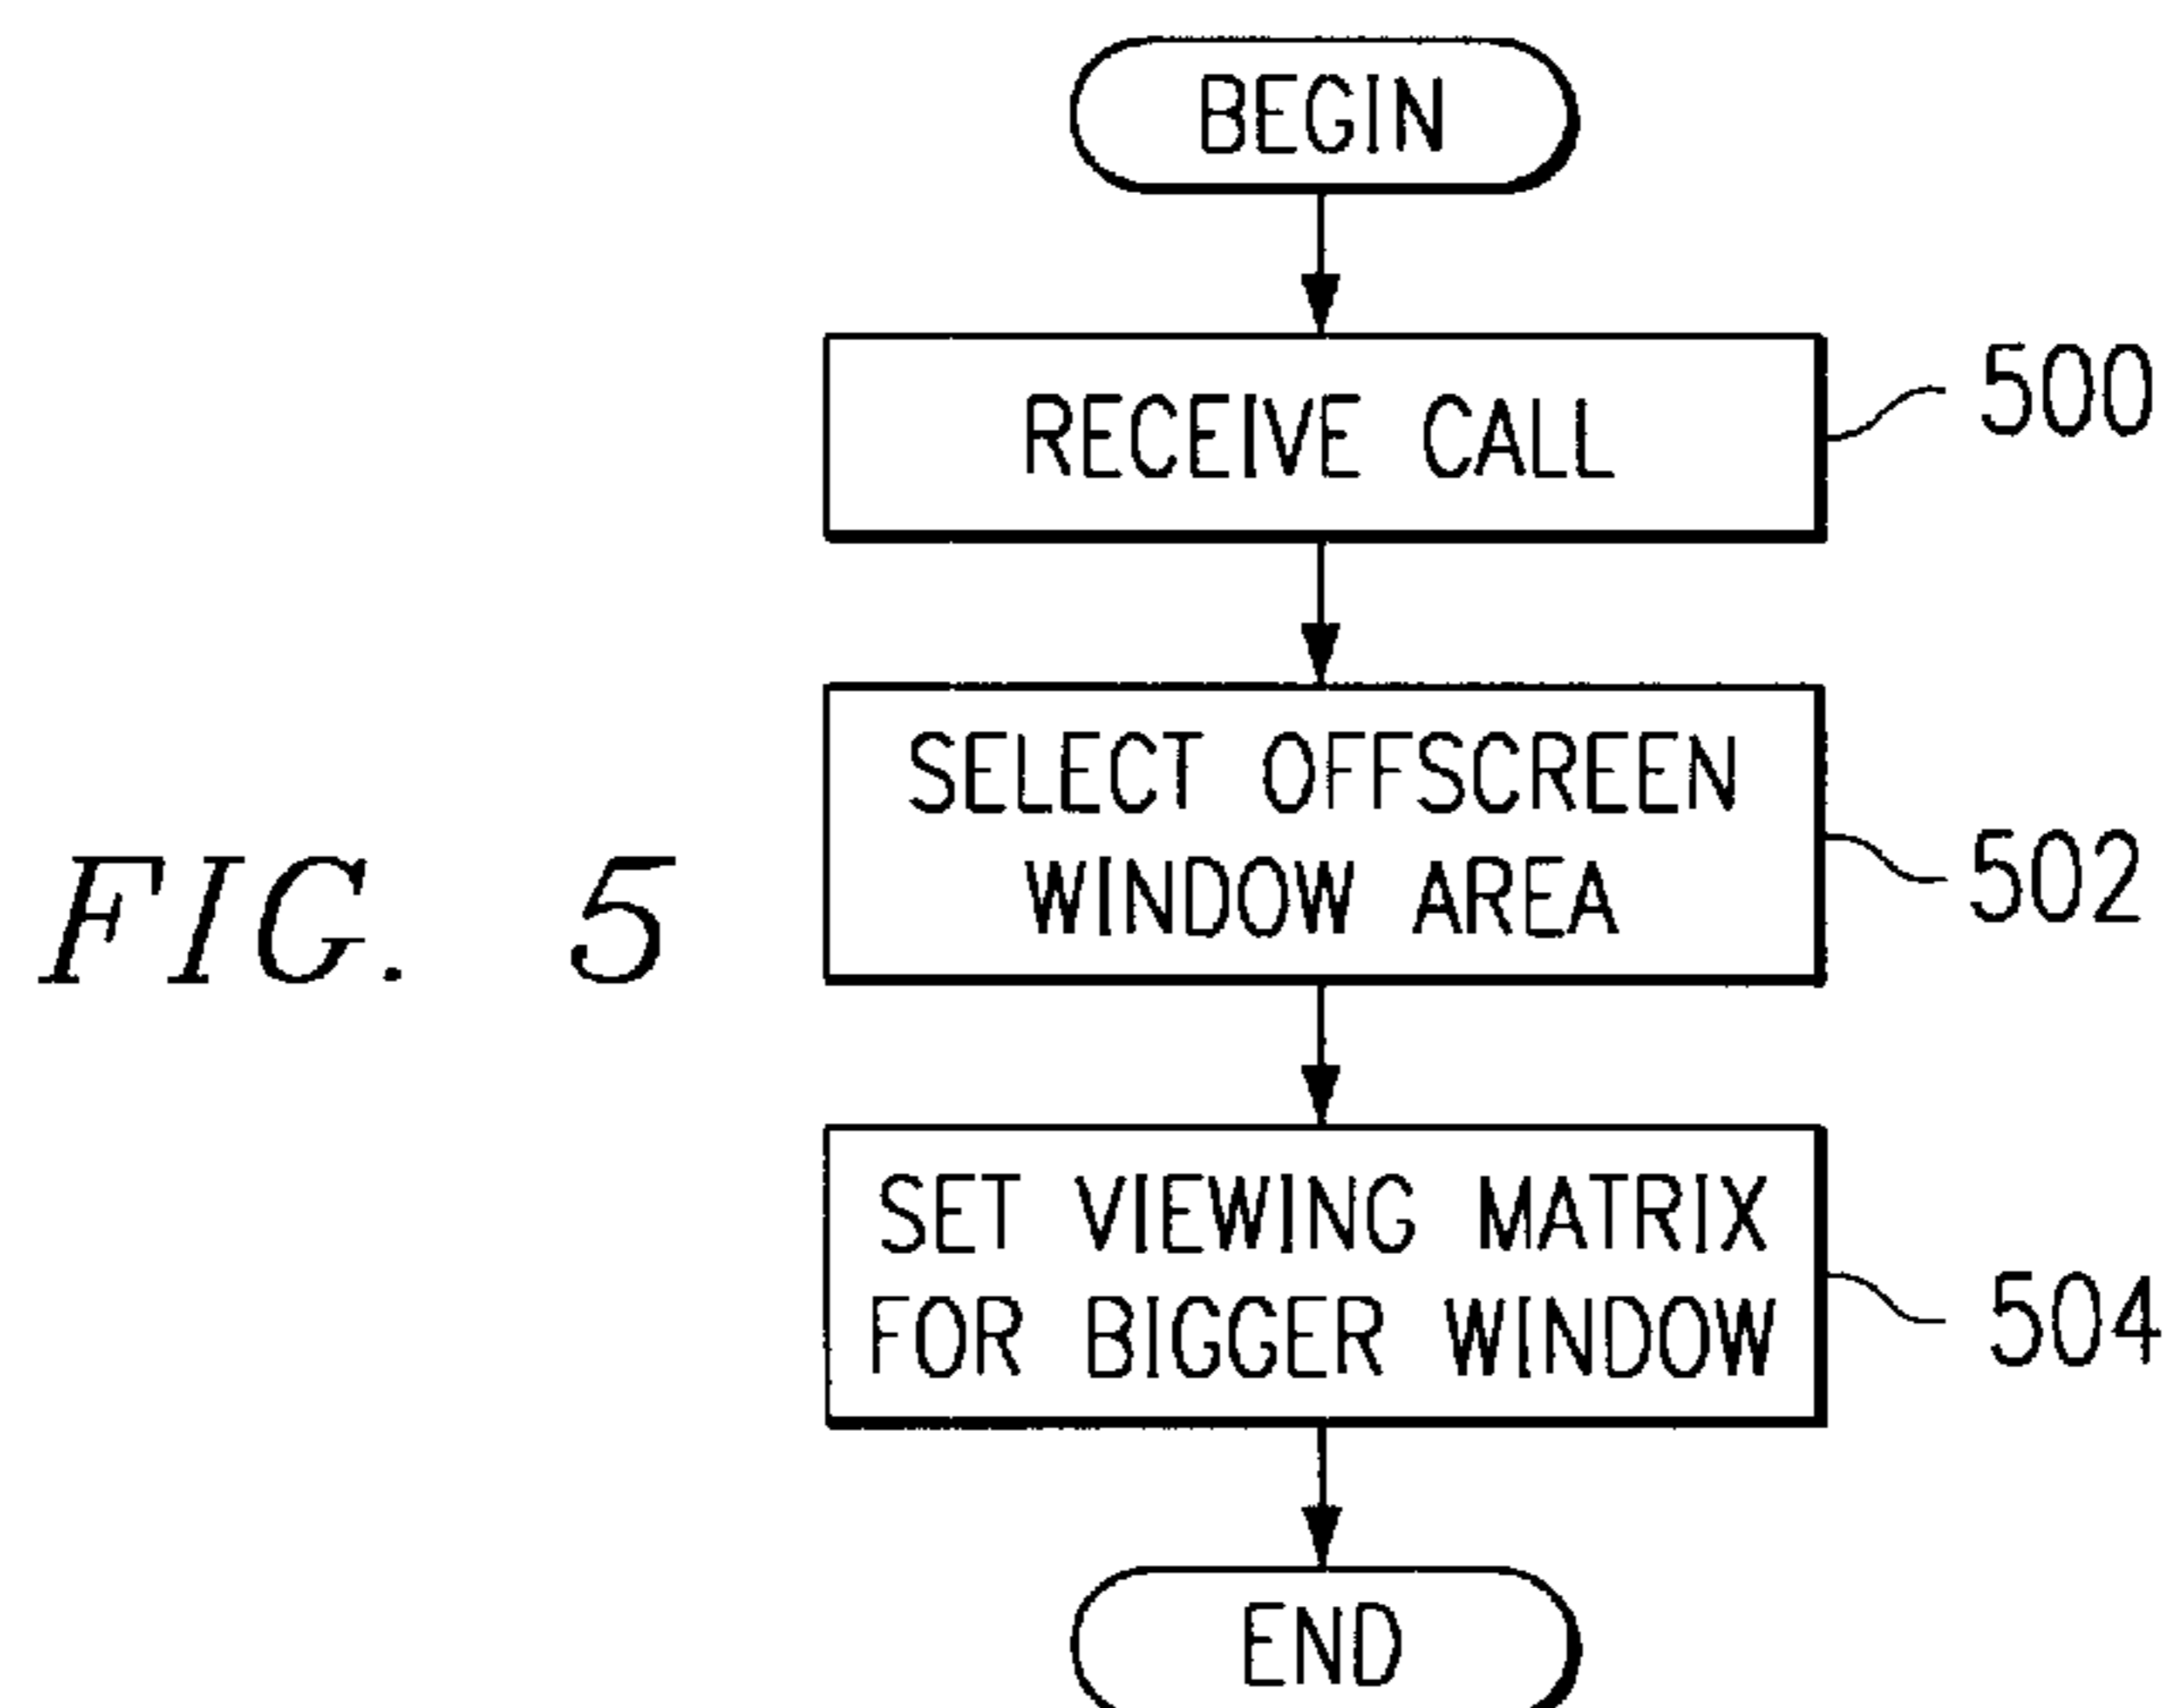 BEGIN
RECEIVE CALL
500
SELECT OFFSCREEN
WINDOW AREA
502
FIG. 5
SET VIEWING MATRIX
FOR BIGGER WINDOW
504
END